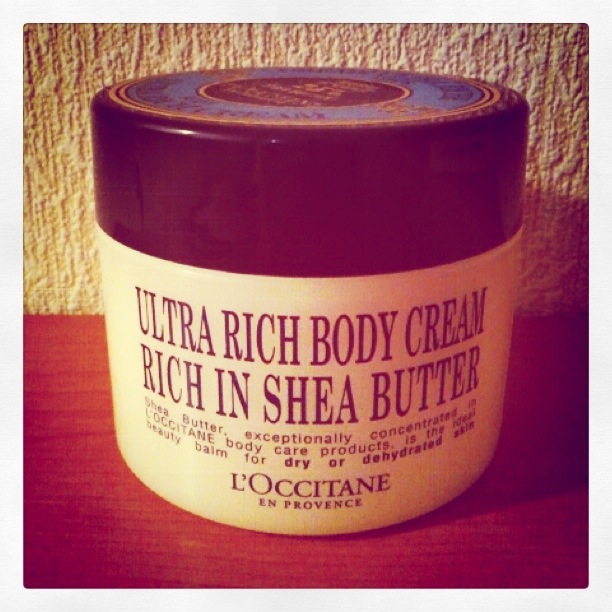 ULTRA RICH BODY CREAM
RICH IN SHEA BUTTER
Shea Butter, exceptionally concentrated in
L'OCCITANE body care products, is the ideal
beauty balm for dry or dehydrated skin
L'OCCITANE
EN PROVENCE